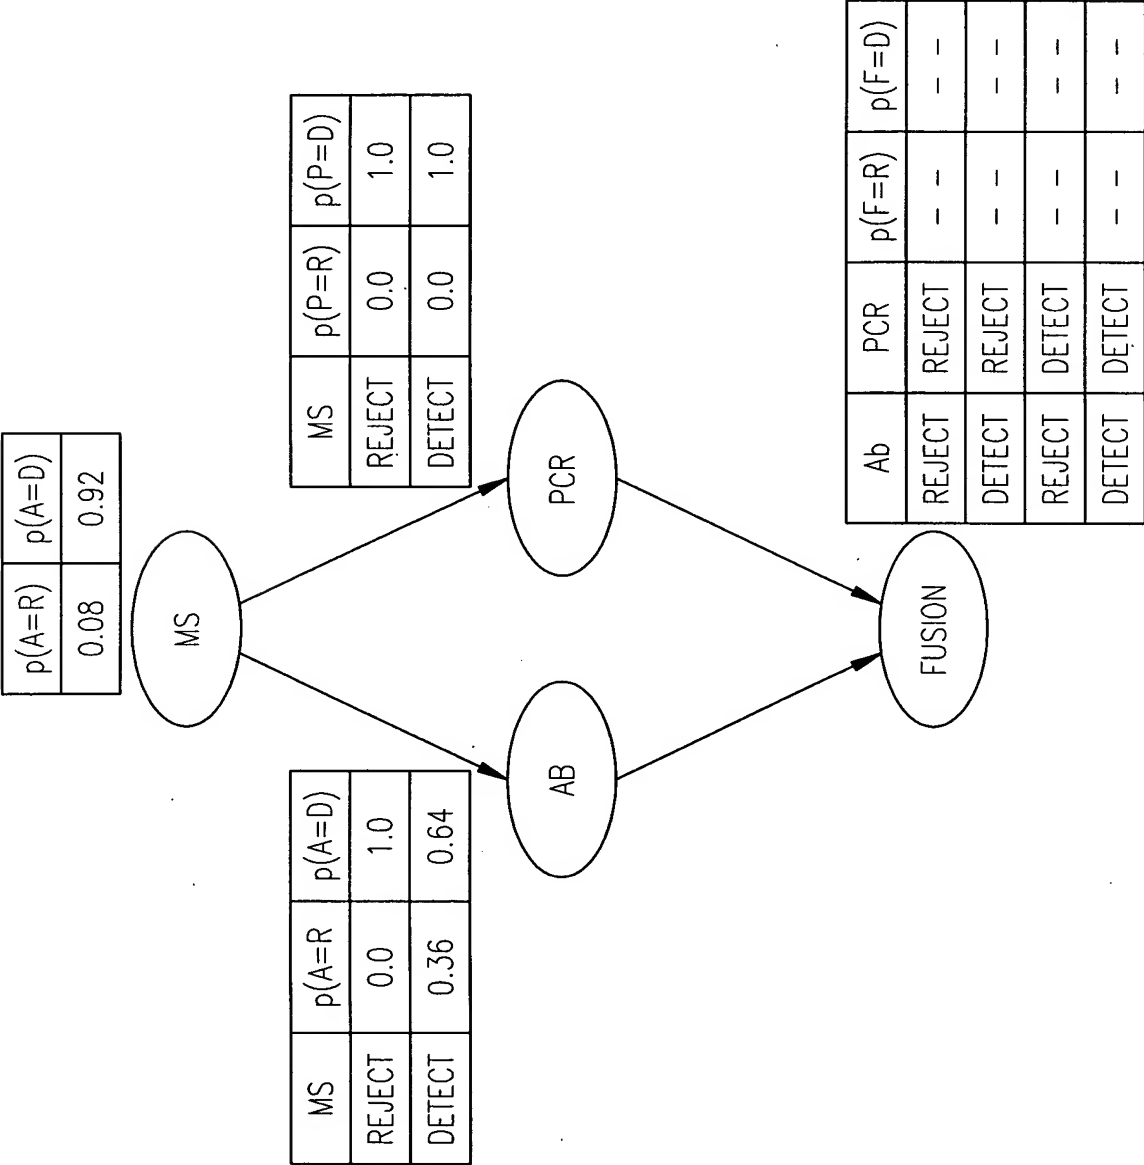 p(A=R) p(A=D)
0.08 0.92
MS
MS p(A=R p(A=D)
REJECT 0.0 1.0
DETECT 0.36 0.64
MS p(P=R) p(P=D)
REJECT 0.0 1.0
DETECT 0.0 1.0
AB
PCR
FUSION
Ab PCR p(F=R) p(F=D)
REJECT REJECT -- --
DETECT REJECT -- --
REJECT DETECT -- --
DETECT DETECT -- --